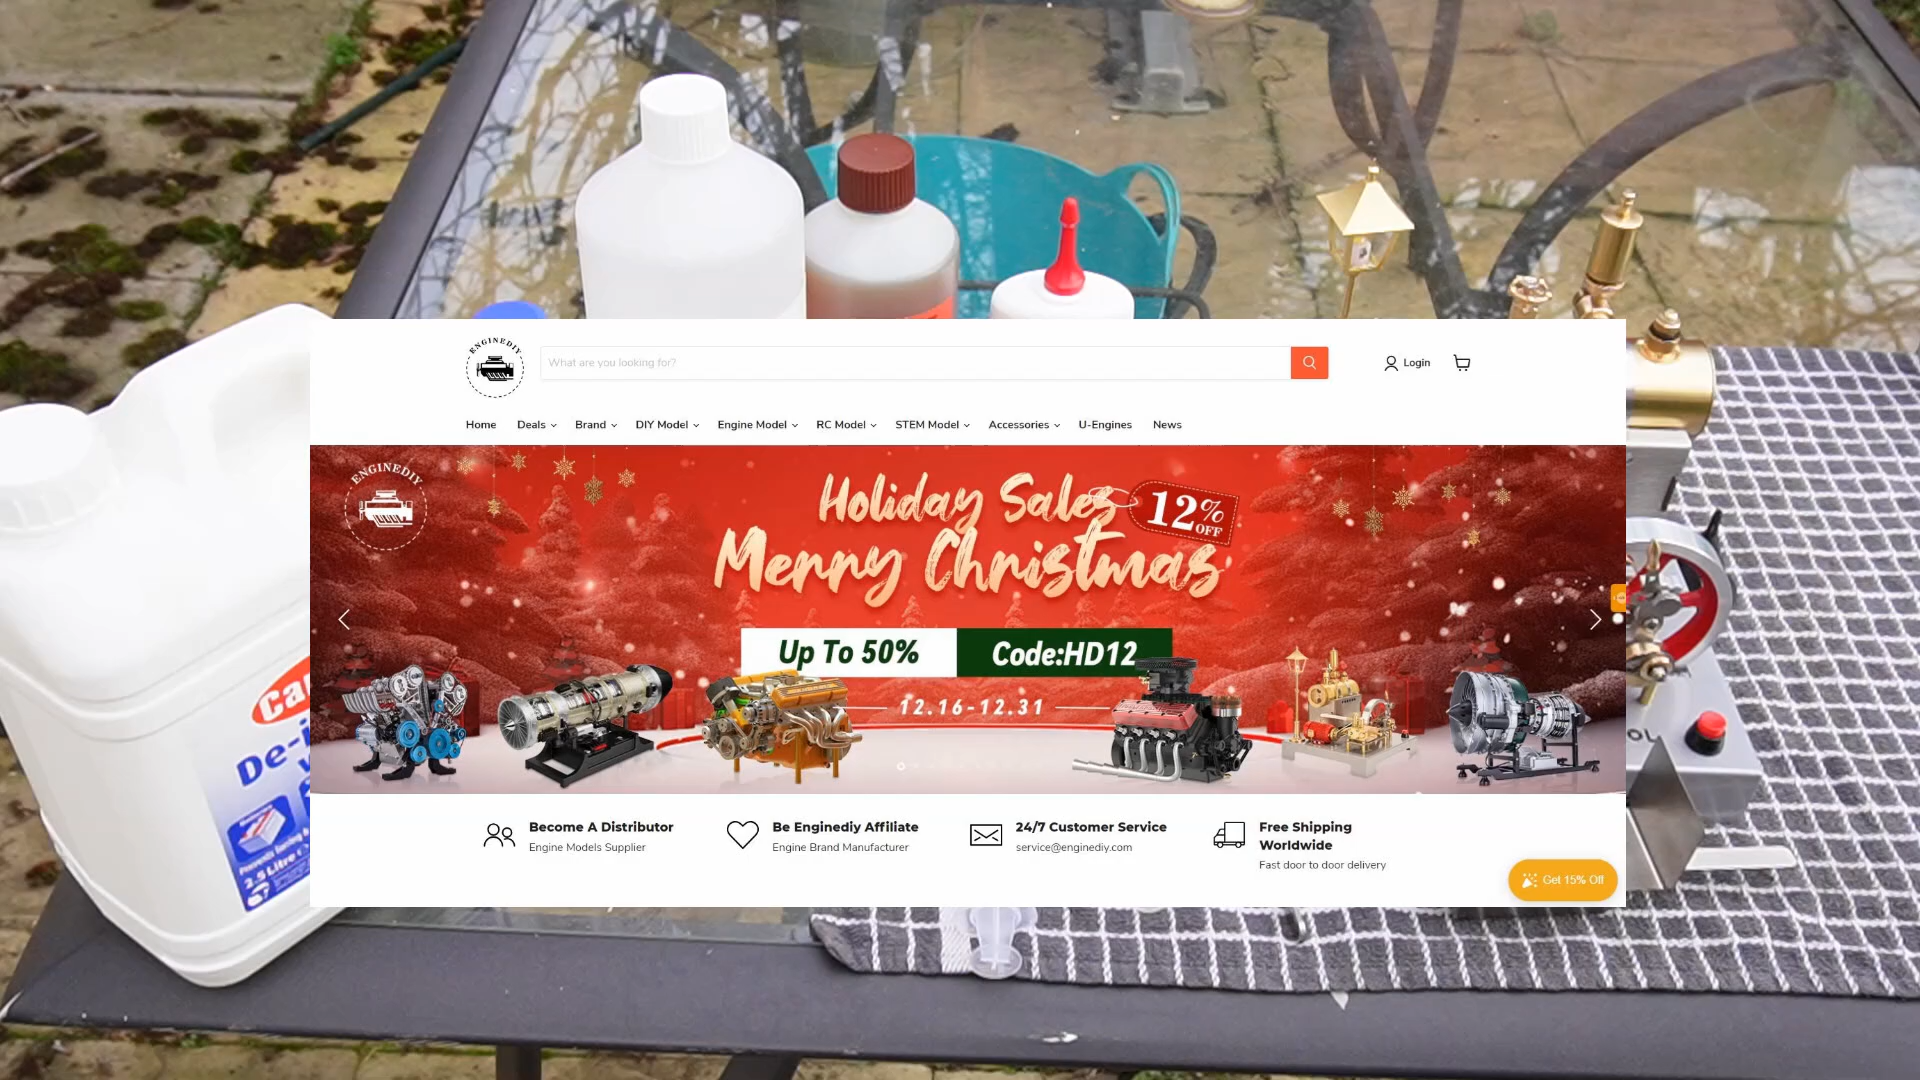 ENGINEDIY
What are you looking for?
Login
Home Deals Brand DIY Model Engine Model RC Model STEM Model Accessories U-Engines News
ENGINEDIY
Holiday Sales
12% OFF
Merry Christmas
Up To 50% Code:HD12
12.16-12.31
Become A Distributor
Engine Models Supplier
Be Enginediy Affiliate
Engine Brand Manufacturer
24/7 Customer Service
service@enginediy.com
Free Shipping
Worldwide
Fast door to door delivery
Get 15% Off
Ca
De-i
2.5 Litre
OL